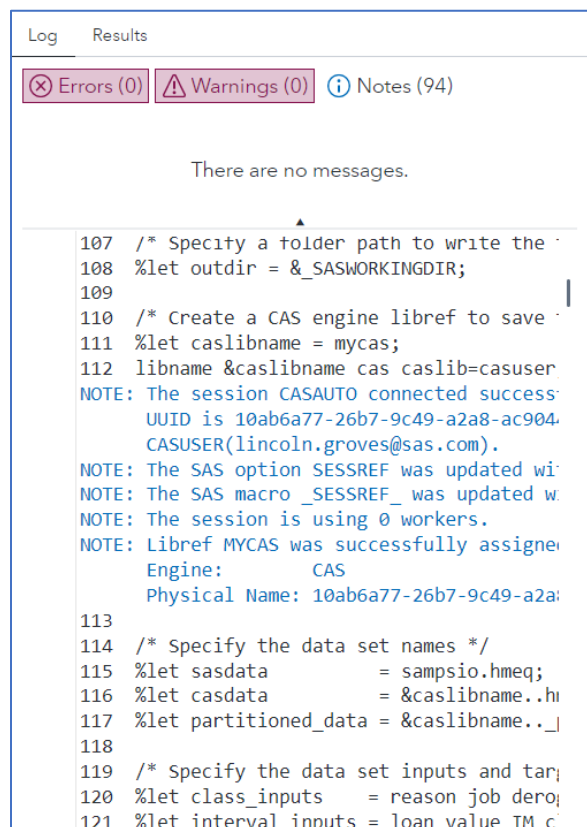 Log Results
Errors (0) Warnings (0) Notes (94)
There are no messages.
107 /* Specify a folder path to write the
108 %let outdir = &_SASWORKINGDIR;
109
110 /* Create a CAS engine libref to save
111 %let caslibname = mycas;
112 libname &caslibname cas caslib=casuser
NOTE: The session CASAUTO connected success
UUID is 10ab6a77-26b7-9c49-a2a8-ac904
CASUSER(lincoln.groves@sas.com).
NOTE: The SAS option SESSREF was updated wi
NOTE: The SAS macro _SESSREF_ was updated w
NOTE: The session is using 0 workers.
NOTE: Libref MYCAS was successfully assigne
Engine: CAS
Physical Name: 10ab6a77-26b7-9c49-a2a
113
114 /* Specify the data set names */
115 %let sasdata = sampsio.hmeq;
116 %let casdata = &caslibname..h
117 %let partitioned_data = &caslibname.._
118
119 /* Specify the data set inputs and tar
120 %let class_inputs = reason job dero
121 %let interval_inputs = loan value IM_c